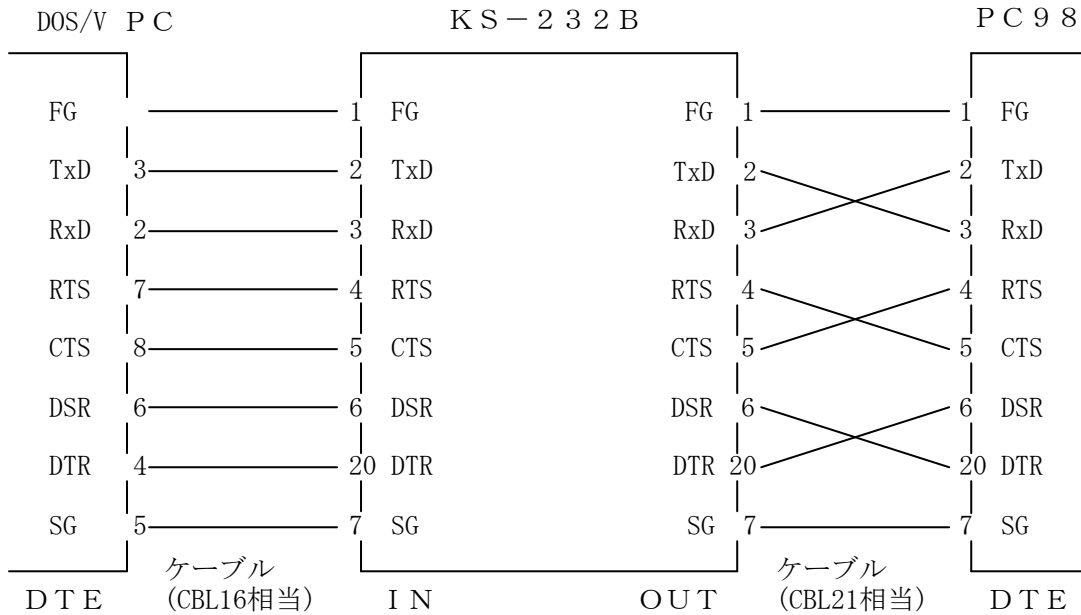 DOS/V ＰＣ ＫＳ－２３２Ｂ ＰＣ９８
FG 1 FG FG 1 1 FG
TxD 3 2 TxD TxD 2 2 TxD
RxD 2 3 RxD RxD 3 3 RxD
RTS 7 4 RTS RTS 4 4 RTS
CTS 8 5 CTS CTS 5 5 CTS
DSR 6 6 DSR DSR 6 6 DSR
DTR 4 20 DTR DTR 20 20 DTR
SG 5 7 SG SG 7 7 SG
ケーブル ケーブル
ＤＴＥ (CBL16相当) ＩＮ ＯＵＴ (CBL21相当) ＤＴＥ